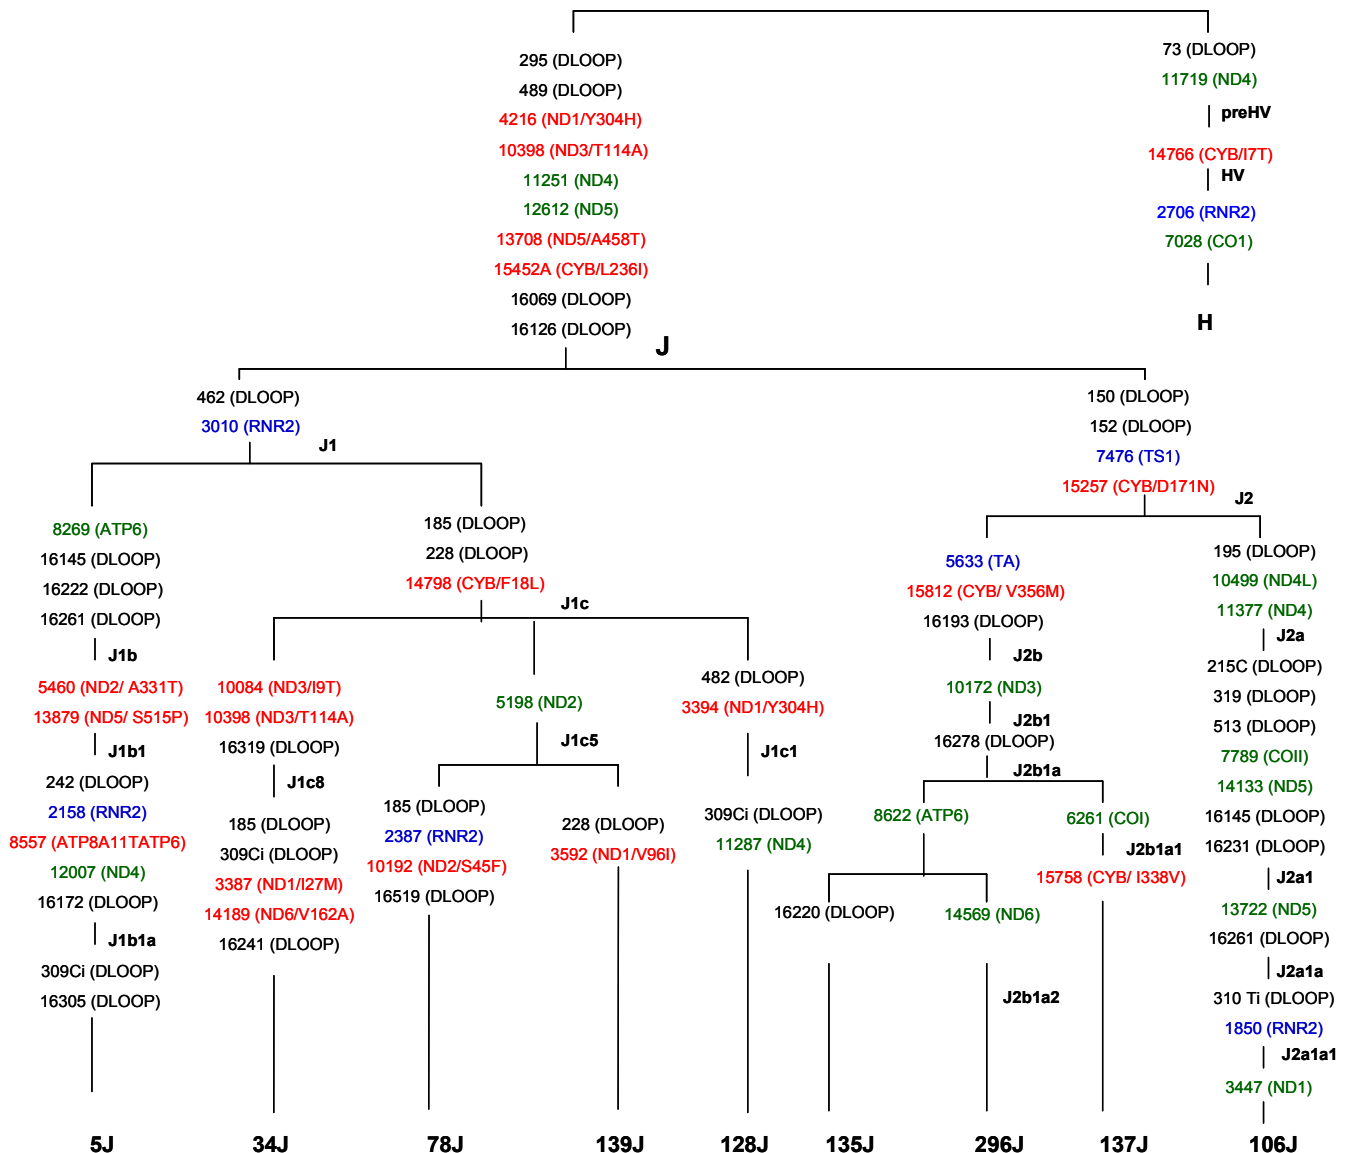 295 (DLOOP)
489 (DLOOP)
4216 (ND1/Y304H)
10398 (ND3/T114A)
11251 (ND4)
12612 (ND5)
13708 (ND5/A458T)
15452A (CYB/L236I)
16069 (DLOOP)
16126 (DLOOP)
J
73 (DLOOP)
11719 (ND4)
preHV
14766 (CYB/I7T)
HV
2706 (RNR2)
7028 (CO1)
H
462 (DLOOP)
3010 (RNR2)
J1
8269 (ATP6)
16145 (DLOOP)
16222 (DLOOP)
16261 (DLOOP)
J1b
5460 (ND2/ A331T)
13879 (ND5/ S515P)
J1b1
242 (DLOOP)
2158 (RNR2)
8557 (ATP8A11TATP6)
12007 (ND4)
16172 (DLOOP)
J1b1a
309Ci (DLOOP)
16305 (DLOOP)
5J
185 (DLOOP)
228 (DLOOP)
14798 (CYB/F18L)
J1c
10084 (ND3/I9T)
10398 (ND3/T114A)
16319 (DLOOP)
J1c8
185 (DLOOP)
309Ci (DLOOP)
3387 (ND1/I27M)
14189 (ND6/V162A)
16241 (DLOOP)
34J
5198 (ND2)
J1c5
185 (DLOOP)
2387 (RNR2)
10192 (ND2/S45F)
16519 (DLOOP)
78J
228 (DLOOP)
3592 (ND1/V96I)
139J
482 (DLOOP)
3394 (ND1/Y304H)
J1c1
309Ci (DLOOP)
11287 (ND4)
128J
150 (DLOOP)
152 (DLOOP)
7476 (TS1)
15257 (CYB/D171N)
J2
5633 (TA)
15812 (CYB/ V356M)
16193 (DLOOP)
J2b
10172 (ND3)
J2b1
16278 (DLOOP)
J2b1a
8622 (ATP6)
16220 (DLOOP)
135J
14569 (ND6)
J2b1a2
296J
6261 (COI)
J2b1a1
15758 (CYB/ I338V)
137J
195 (DLOOP)
10499 (ND4L)
11377 (ND4)
J2a
215C (DLOOP)
319 (DLOOP)
513 (DLOOP)
7789 (COII)
14133 (ND5)
16145 (DLOOP)
16231 (DLOOP)
J2a1
13722 (ND5)
16261 (DLOOP)
J2a1a
310 Ti (DLOOP)
1850 (RNR2)
J2a1a1
3447 (ND1)
106J